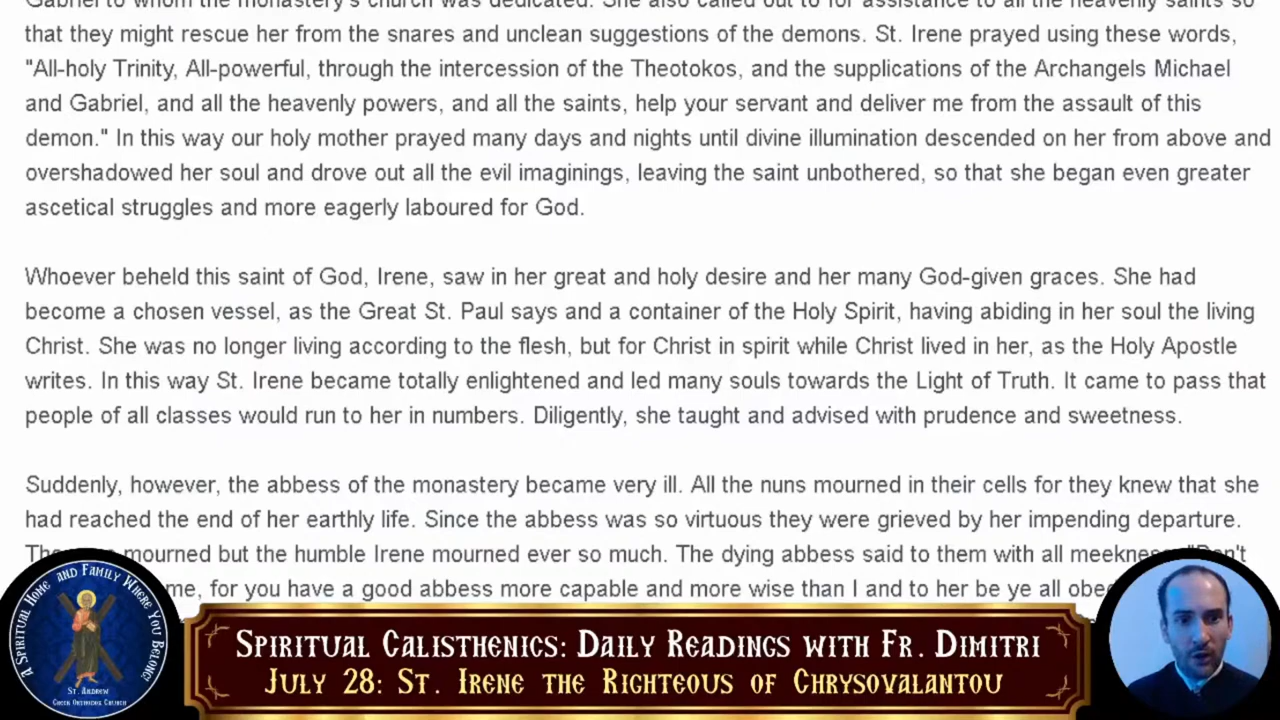 Gabriel to whom the monastery's church was dedicated. She also called out to for assistance to all the heavenly saints so
that they might rescue her from the snares and unclean suggestions of the demons. St. Irene prayed using these words,
"All-holy Trinity, All-powerful, through the intercession of the Theotokos, and the supplications of the Archangels Michael
and Gabriel, and all the heavenly powers, and all the saints, help your servant and deliver me from the assault of this
demon." In this way our holy mother prayed many days and nights until divine illumination descended on her from above and
overshadowed her soul and drove out all the evil imaginings, leaving the saint unbothered, so that she began even greater
ascetical struggles and more eagerly laboured for God.
Whoever beheld this saint of God, Irene, saw in her great and holy desire and her many God-given graces. She had
become a chosen vessel, as the Great St. Paul says and a container of the Holy Spirit, having abiding in her soul the living
Christ. She was no longer living according to the flesh, but for Christ in spirit while Christ lived in her, as the Holy Apostle
writes. In this way St. Irene became totally enlightened and led many souls towards the Light of Truth. It came to pass that
people of all classes would run to her in numbers. Diligently, she taught and advised with prudence and sweetness.
Suddenly, however, the abbess of the monastery became very ill. All the nuns mourned in their cells for they knew that she
had reached the end of her earthly life. Since the abbess was so virtuous they were grieved by her impending departure.
mourned but the humble Irene mourned ever so much. The dying abbess said to them with all
me, for you have a good abbess more capable and more wise than I and to her be ye all
A Spiritual Home and Family Where You Belong!
St. Andrew
Greek Orthodox Church
Spiritual Calisthenics: Daily Readings with Fr. Dimitri
July 28: St. Irene the Righteous of Chrysovalantou